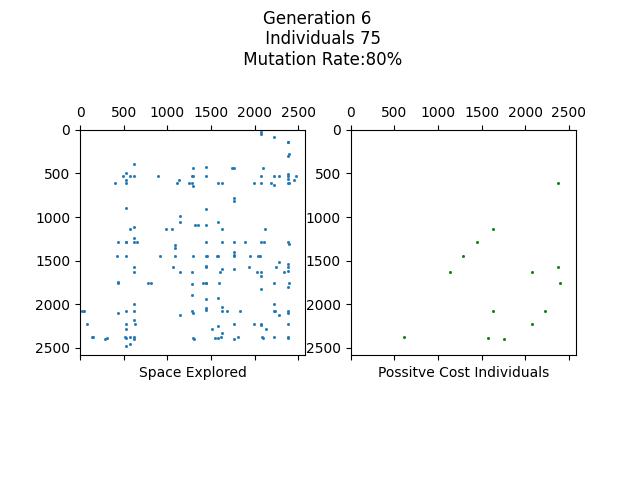 Generation 6
Individuals 75
Mutation Rate:80%
0 500 1000 1500 2000 2500
0 500 1000 1500 2000 2500
0
500
1000
1500
2000
2500
0
500
1000
1500
2000
2500
Space Explored
Possitve Cost Individuals